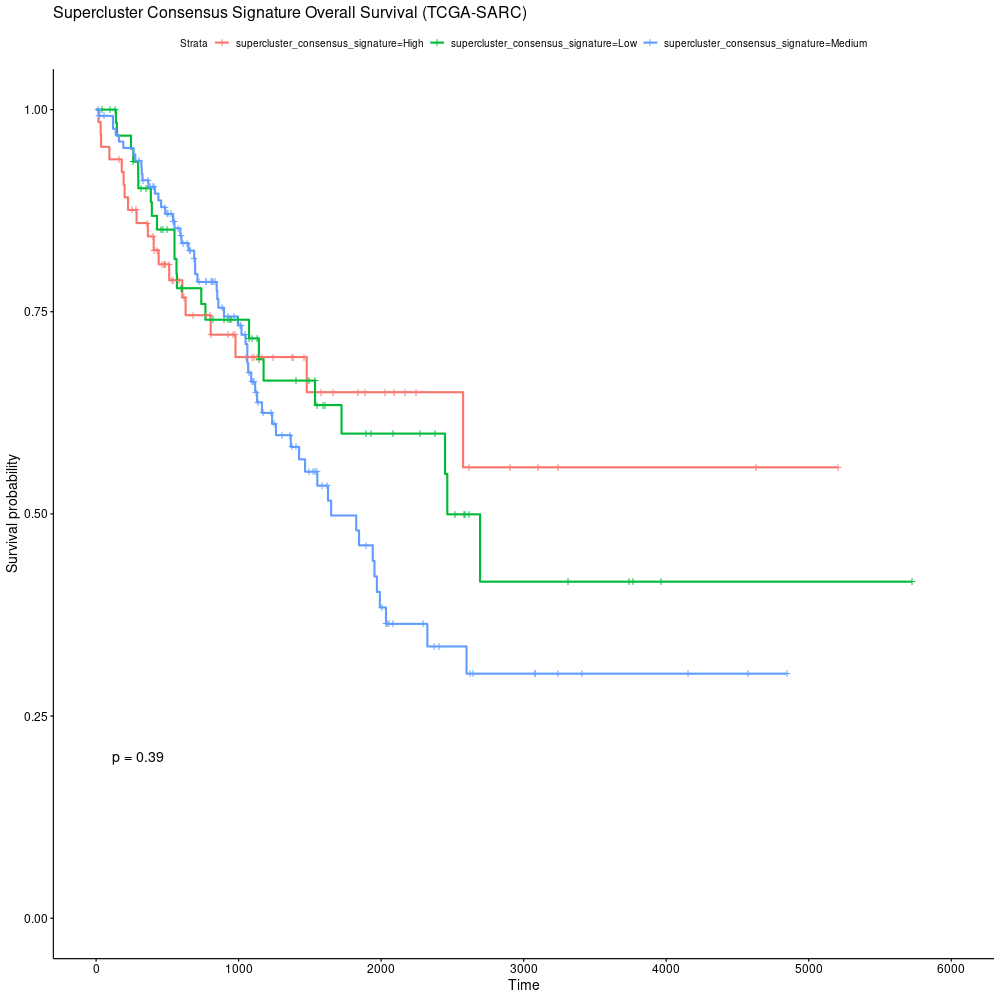 Supercluster Consensus Signature Overall Survival (TCGA-SARC)
Strata supercluster_consensus_signature=High supercluster_consensus_signature=Low supercluster_consensus_signature=Medium
1.00
0.75
0.50
0.25
0.00
Survival probability
p = 0.39
0 1000 2000 3000 4000 5000 6000
Time